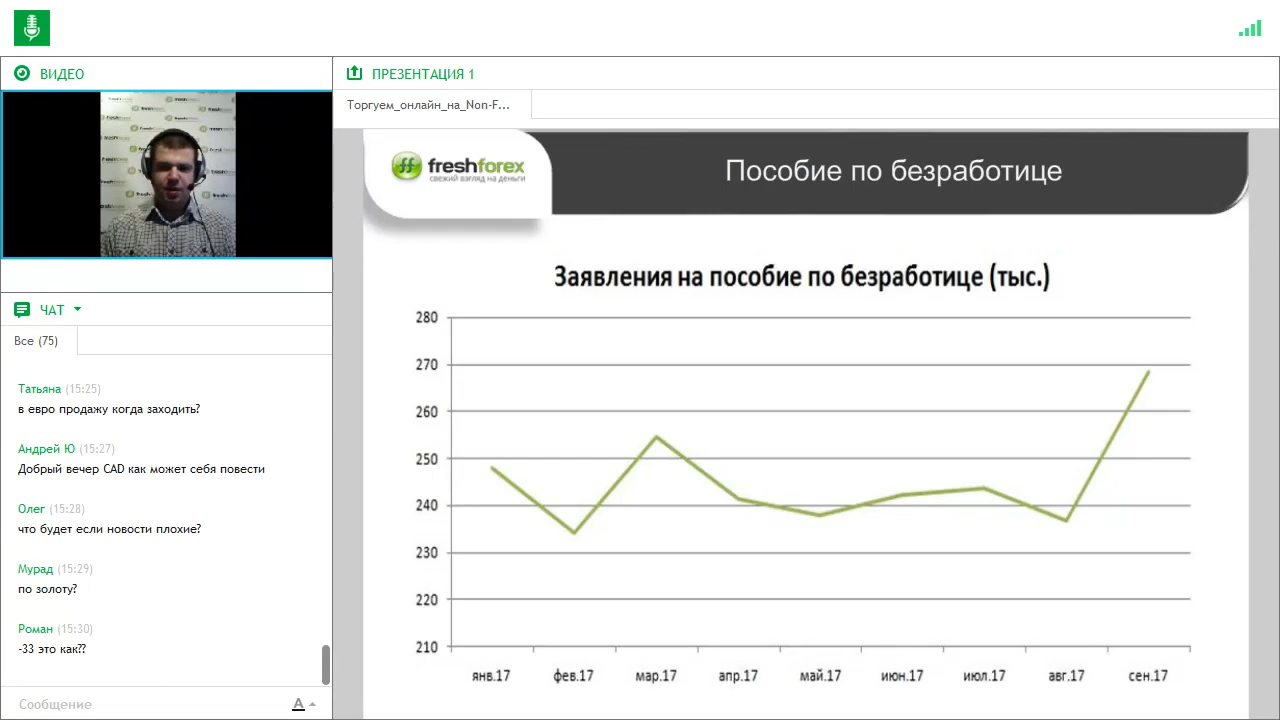 ВИДЕО
freshforex
freshforex
freshforex
ЧАТ
Все (75)
Татьяна (15:25)
в евро продажу когда заходить?
Андрей Ю (15:27)
Добрый вечер CAD как может себя повести
Олег (15:28)
что будет если новости плохие?
Мурад (15:29)
по золоту?
Роман (15:30)
-33 это как??
Сообщение
A
ПРЕЗЕНТАЦИЯ 1
Торгуем_онлайн_на_Non-F...
ff freshforex
свежий взгляд на деньги
Пособие по безработице
Заявления на пособие по безработице (тыс.)
280
270
260
250
240
230
220
210
янв.17 фев.17 мар.17 апр.17 май.17 июн.17 июл.17 авг.17 сен.17